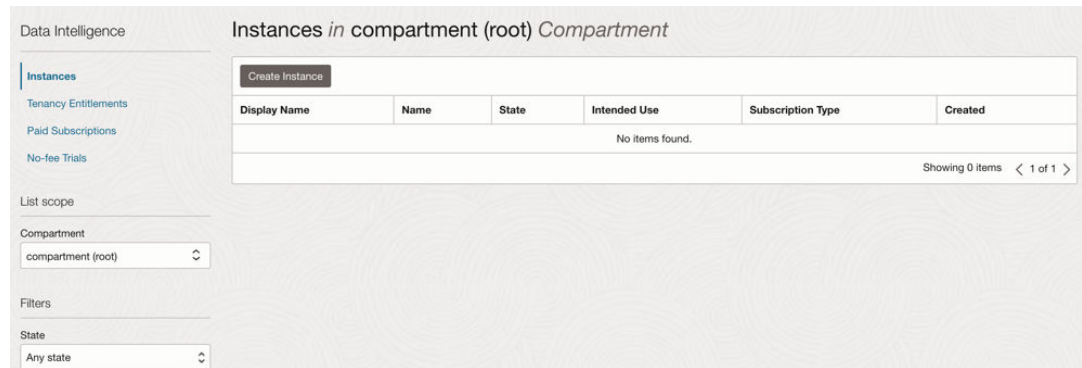 Data Intelligence
Instances
Tenancy Entitlements
Paid Subscriptions
No-fee Trials
List scope
Compartment
compartment (root)
Filters
State
Any state
Instances in compartment (root) Compartment
Create Instance
Display Name Name State Intended Use Subscription Type Created
No items found.
Showing 0 items < 1 of 1 >